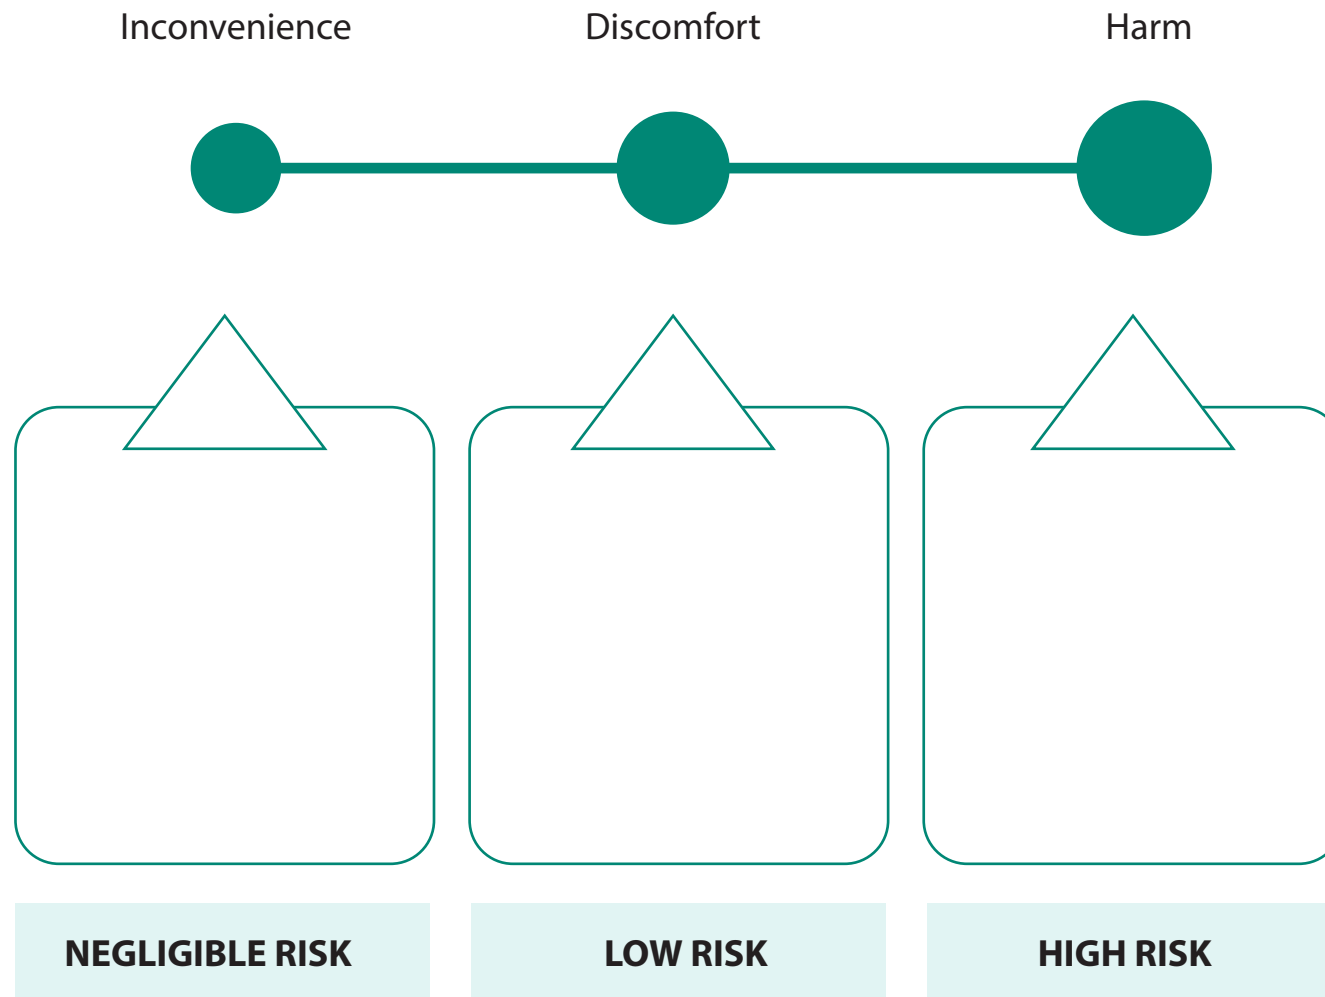 Inconvenience
Discomfort
Harm
NEGLIGIBLE RISK
LOW RISK
HIGH RISK